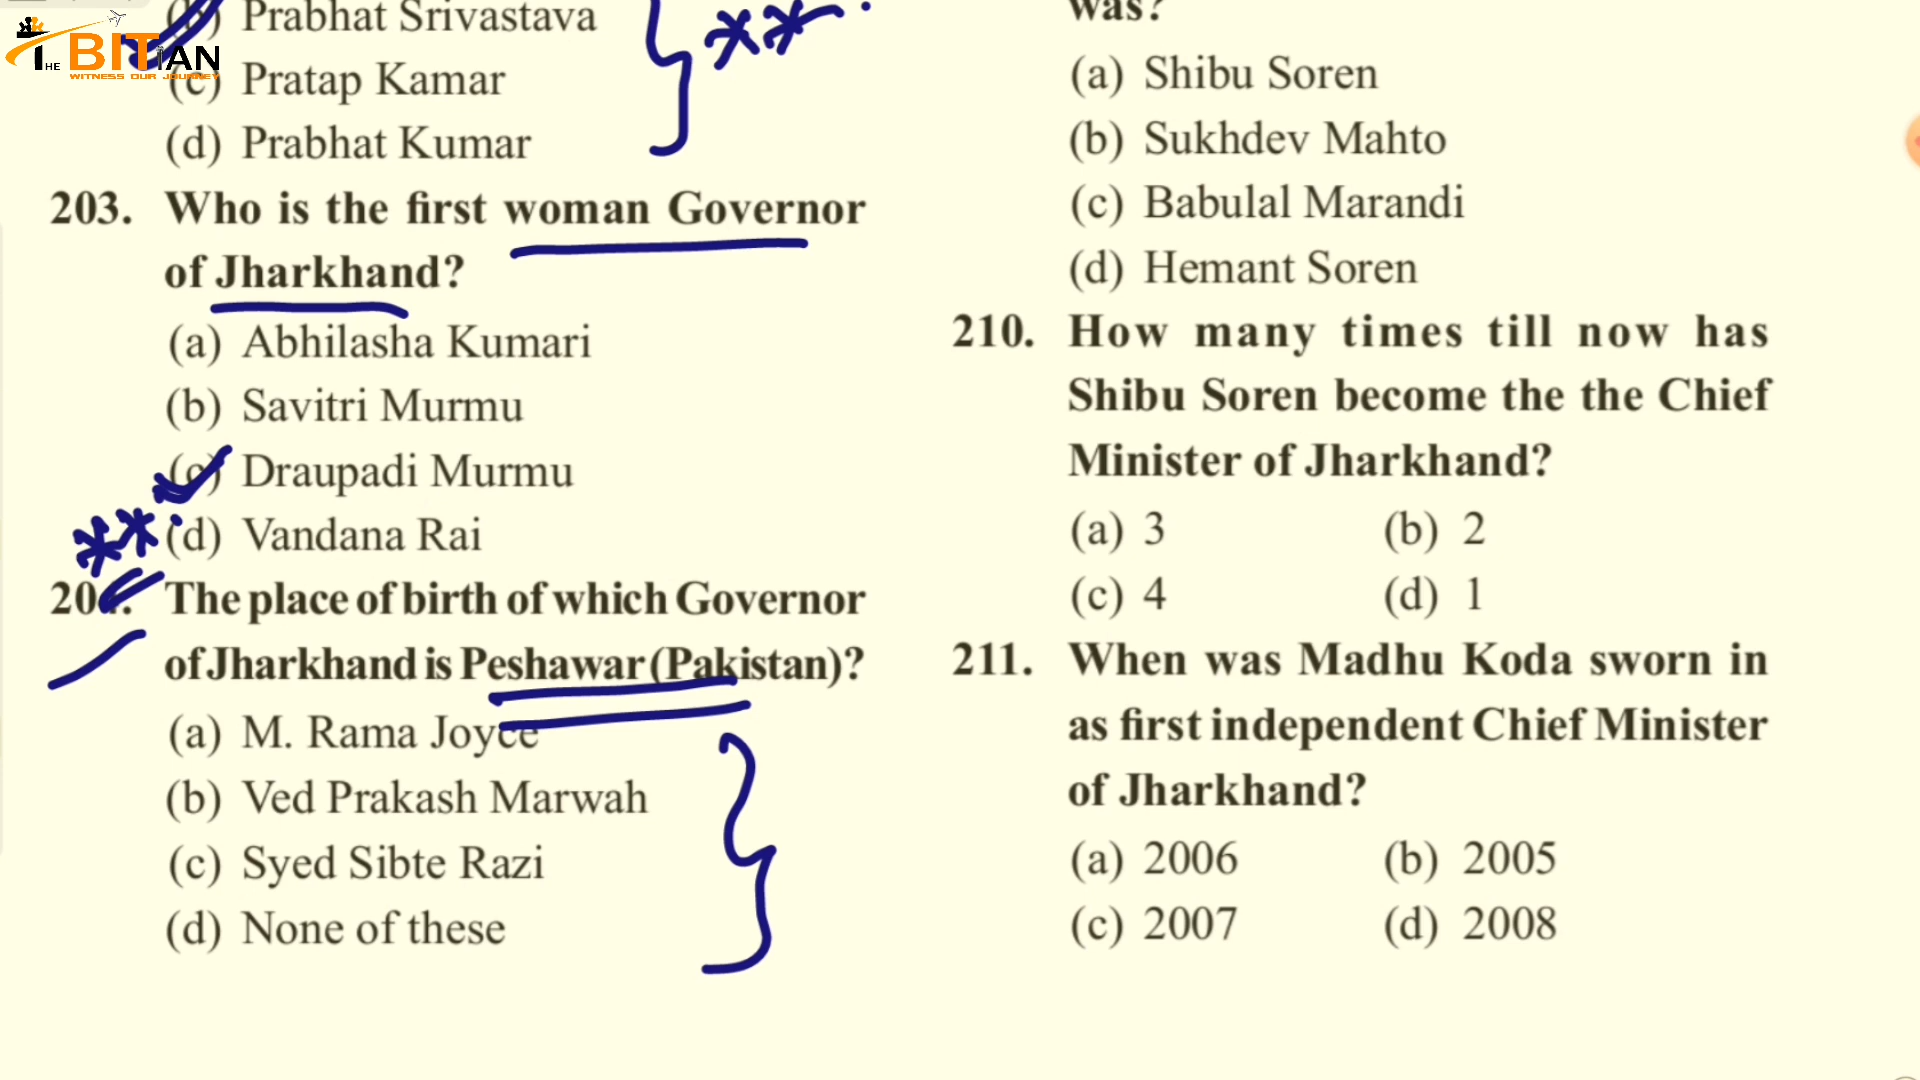 THE BITIAN
WITNESS OUR JOURNEY
(b) Prabhat Srivastava
(c) Pratap Kamar
(d) Prabhat Kumar
203. Who is the first woman Governor
of Jharkhand?
(a) Abhilasha Kumari
(b) Savitri Murmu
(c) Draupadi Murmu
(d) Vandana Rai
204. The place of birth of which Governor
of Jharkhand is Peshawar (Pakistan)?
(a) M. Rama Joyce
(b) Ved Prakash Marwah
(c) Syed Sibte Razi
(d) None of these
was?
(a) Shibu Soren
(b) Sukhdev Mahto
(c) Babulal Marandi
(d) Hemant Soren
210. How many times till now has
Shibu Soren become the the Chief
Minister of Jharkhand?
(a) 3 (b) 2
(c) 4 (d) 1
211. When was Madhu Koda sworn in
as first independent Chief Minister
of Jharkhand?
(a) 2006 (b) 2005
(c) 2007 (d) 2008